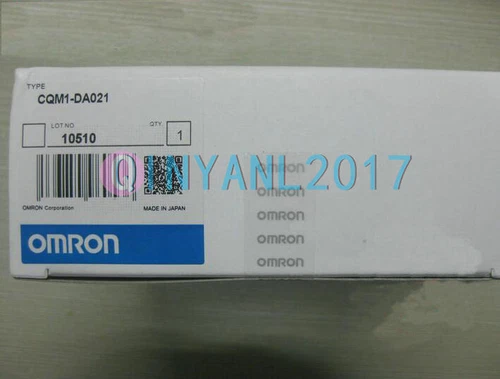 TYPE
CQM1-DA021
LOT NO.
QTY
10510
1
QINYANL2017
OMRON Corporation
MADE IN JAPAN
OMRON
OMRON
OMRON
OMRON
OMRON
OMRON